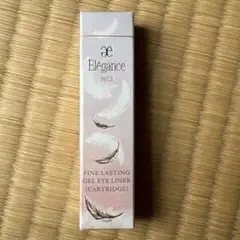 Elégance
FINE LASTING
GEL EYE LINER
(CARTRIDGE)